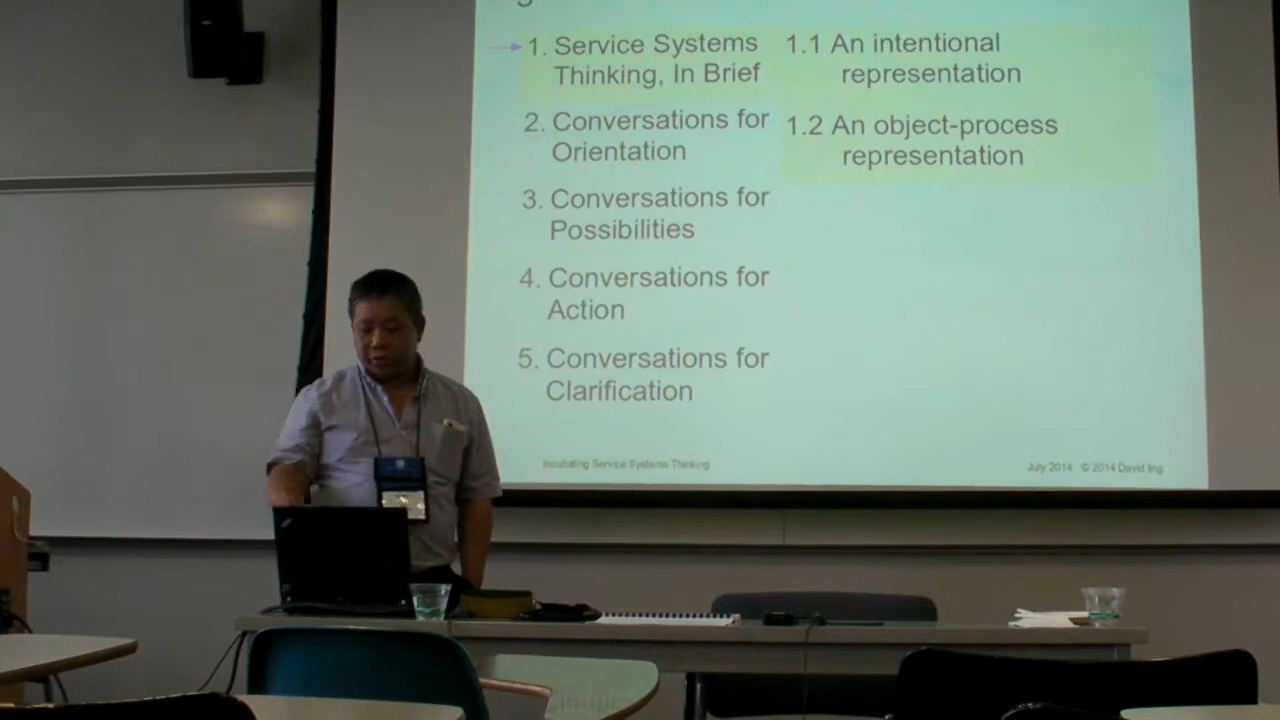 1. Service Systems
Thinking, In Brief
2. Conversations for
Orientation
3. Conversations for
Possibilities
4. Conversations for
Action
5. Conversations for
Clarification
1.1 An intentional
representation
1.2 An object-process
representation
Incubating Service Systems Thinking
July 2014 © 2014 David Ing